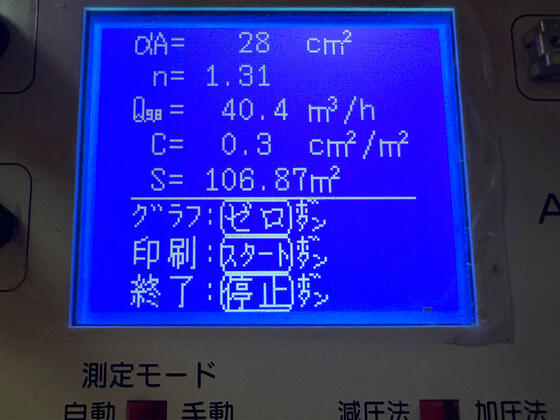 αA= 28 cm²
n= 1.31
Q9.8= 40.4 m³/h
C= 0.3 cm²/m²
S= 106.87m²
グラフ:ゼロボタン
印刷:スタートボタン
終了:停止ボタン
測定モード
自動 手動 減圧法 加圧法
A